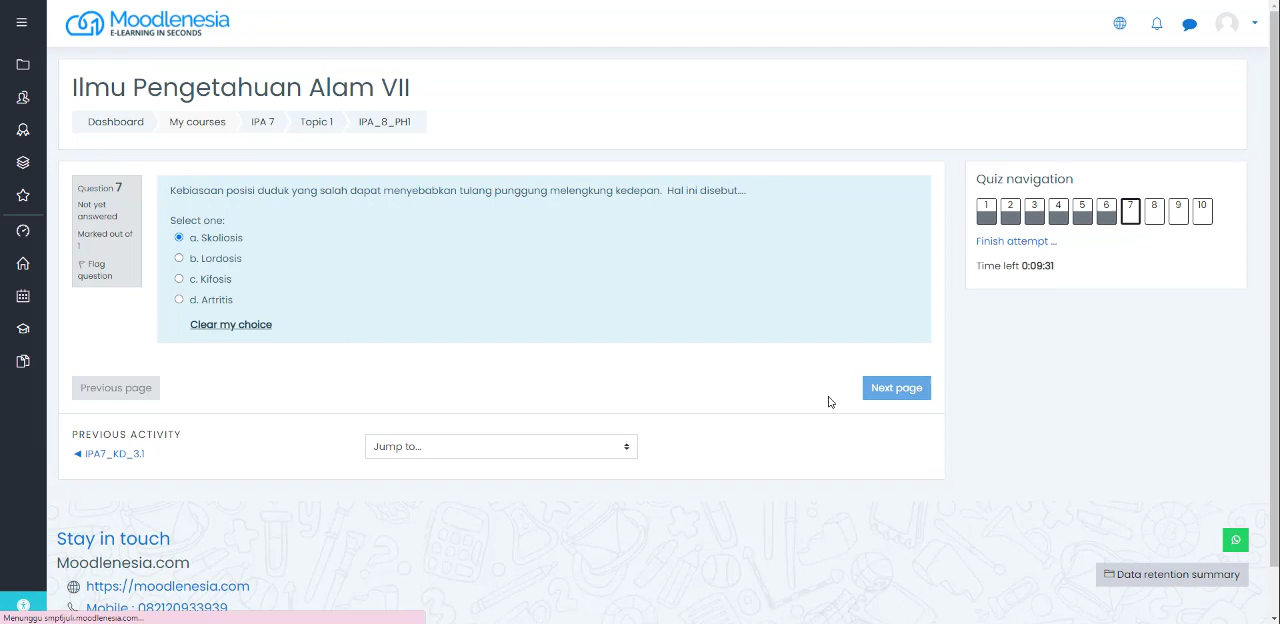 Moodlenesia
E-LEARNING IN SECONDS
Ilmu Pengetahuan Alam VII
Dashboard
My courses
IPA 7
Topic 1
IPA_8_PH1
Question 7
Not yet
answered
Marked out of
1
Flag
question
Kebiasaan posisi duduk yang salah dapat menyebabkan tulang punggung melengkung kedepan.  Hal ini disebut....
Select one:
a. Skoliosis
b. Lordosis
c. Kifosis
d. Artritis
Clear my choice
Previous page
Next page
PREVIOUS ACTIVITY
◄ IPA7_KD_3.1
Jump to...
Quiz navigation
1 2 3 4 5 6 7 8 9 10
Finish attempt ...
Time left 0:09:31
Stay in touch
Moodlenesia.com
https://moodlenesia.com
Mobile : 082120933939
Data retention summary
Menunggu smp6juli.moodlenesia.com...